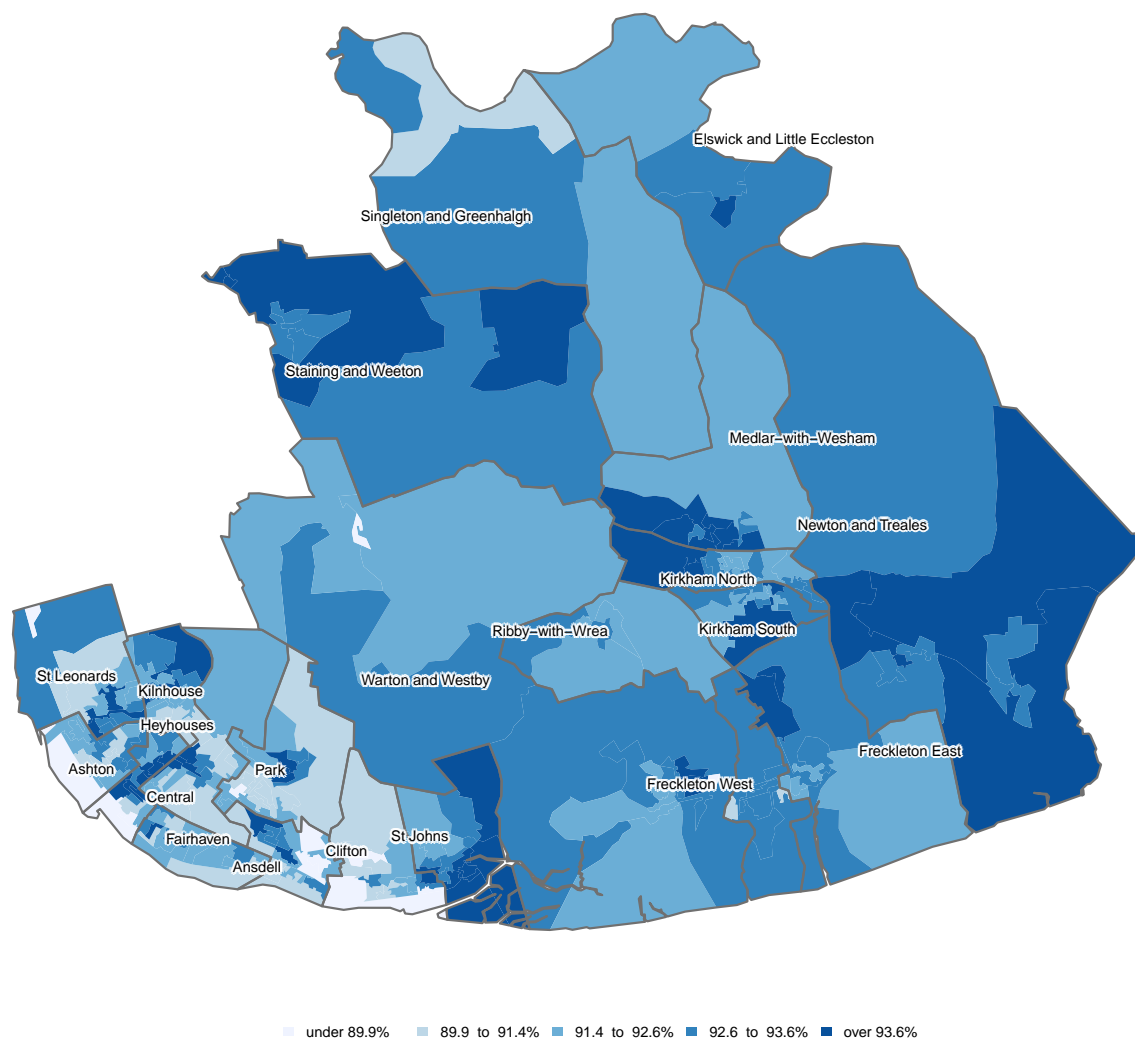 Elswick and Little Eccleston
Singleton and Greenhalgh
Staining and Weeton
Medlar−with−Wesham
Newton and Treales
Kirkham North
Ribby−with−Wrea
Kirkham South
St Leonards
Warton and Westby
Kilnhouse
Heyhouses
Freckleton East
Ashton
Park
Freckleton West
Central
St Johns
Fairhaven
Clifton
Ansdell
under 89.9%
89.9 to 91.4%
91.4 to 92.6%
92.6 to 93.6%
over 93.6%